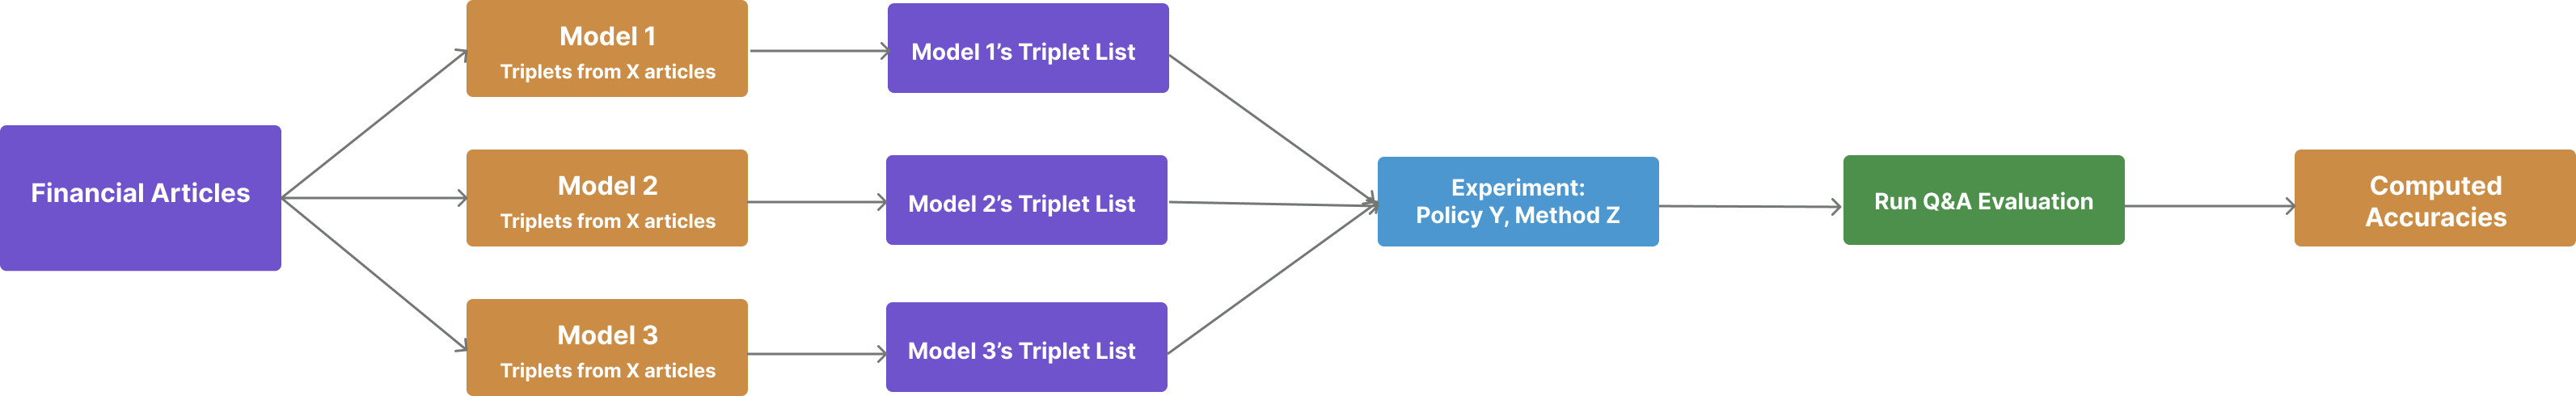 Financial Articles
Model 1
Triplets from X articles
Model 2
Triplets from X articles
Model 3
Triplets from X articles
Model 1’s Triplet List
Model 2’s Triplet List
Model 3’s Triplet List
Experiment:
Policy Y, Method Z
Run Q&A Evaluation
Computed
Accuracies